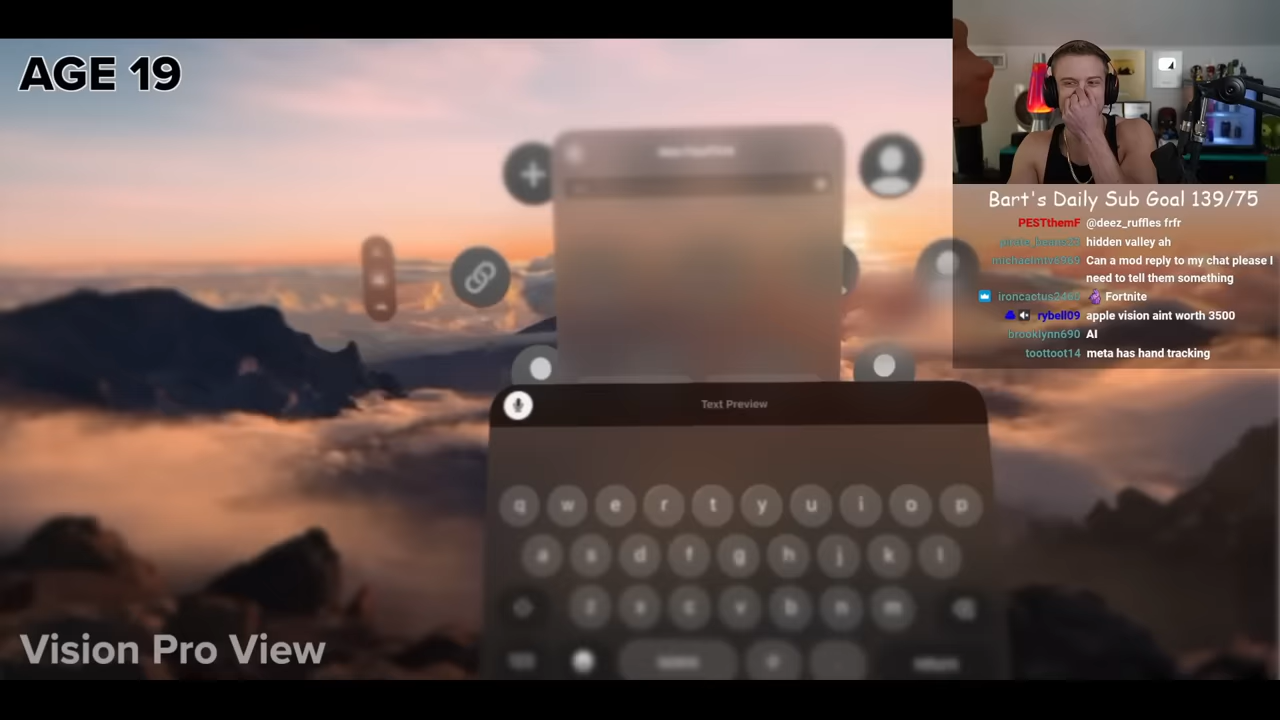 AGE 19
Bart's Daily Sub Goal 139/75
PESTthemF @deez_ruffles frfr
hidden valley ah
Can a mod reply to my chat please I
need to tell them something
Fortnite
rybell09 apple vision aint worth 3500
brooklynn690 AI
toottoot14 meta has hand tracking
Text Preview
q w e r t y u i o p
a s d f g h j k l
z x c v b n m
Vision Pro View